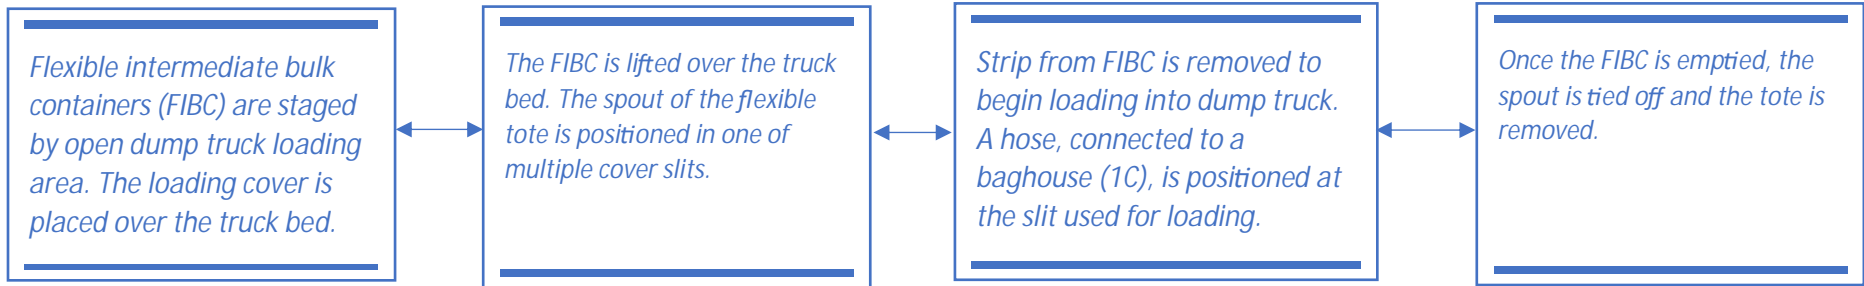 Flexible intermediate bulk
containers (FIBC) are staged
by open dump truck loading
area. The loading cover is
placed over the truck bed.
The FIBC is lifted over the truck
bed. The spout of the flexible
tote is positioned in one of
multiple cover slits.
Strip from FIBC is removed to
begin loading into dump truck.
A hose, connected to a
baghouse (1C), is positioned at
the slit used for loading.
Once the FIBC is emptied, the
spout is tied off and the tote is
removed.